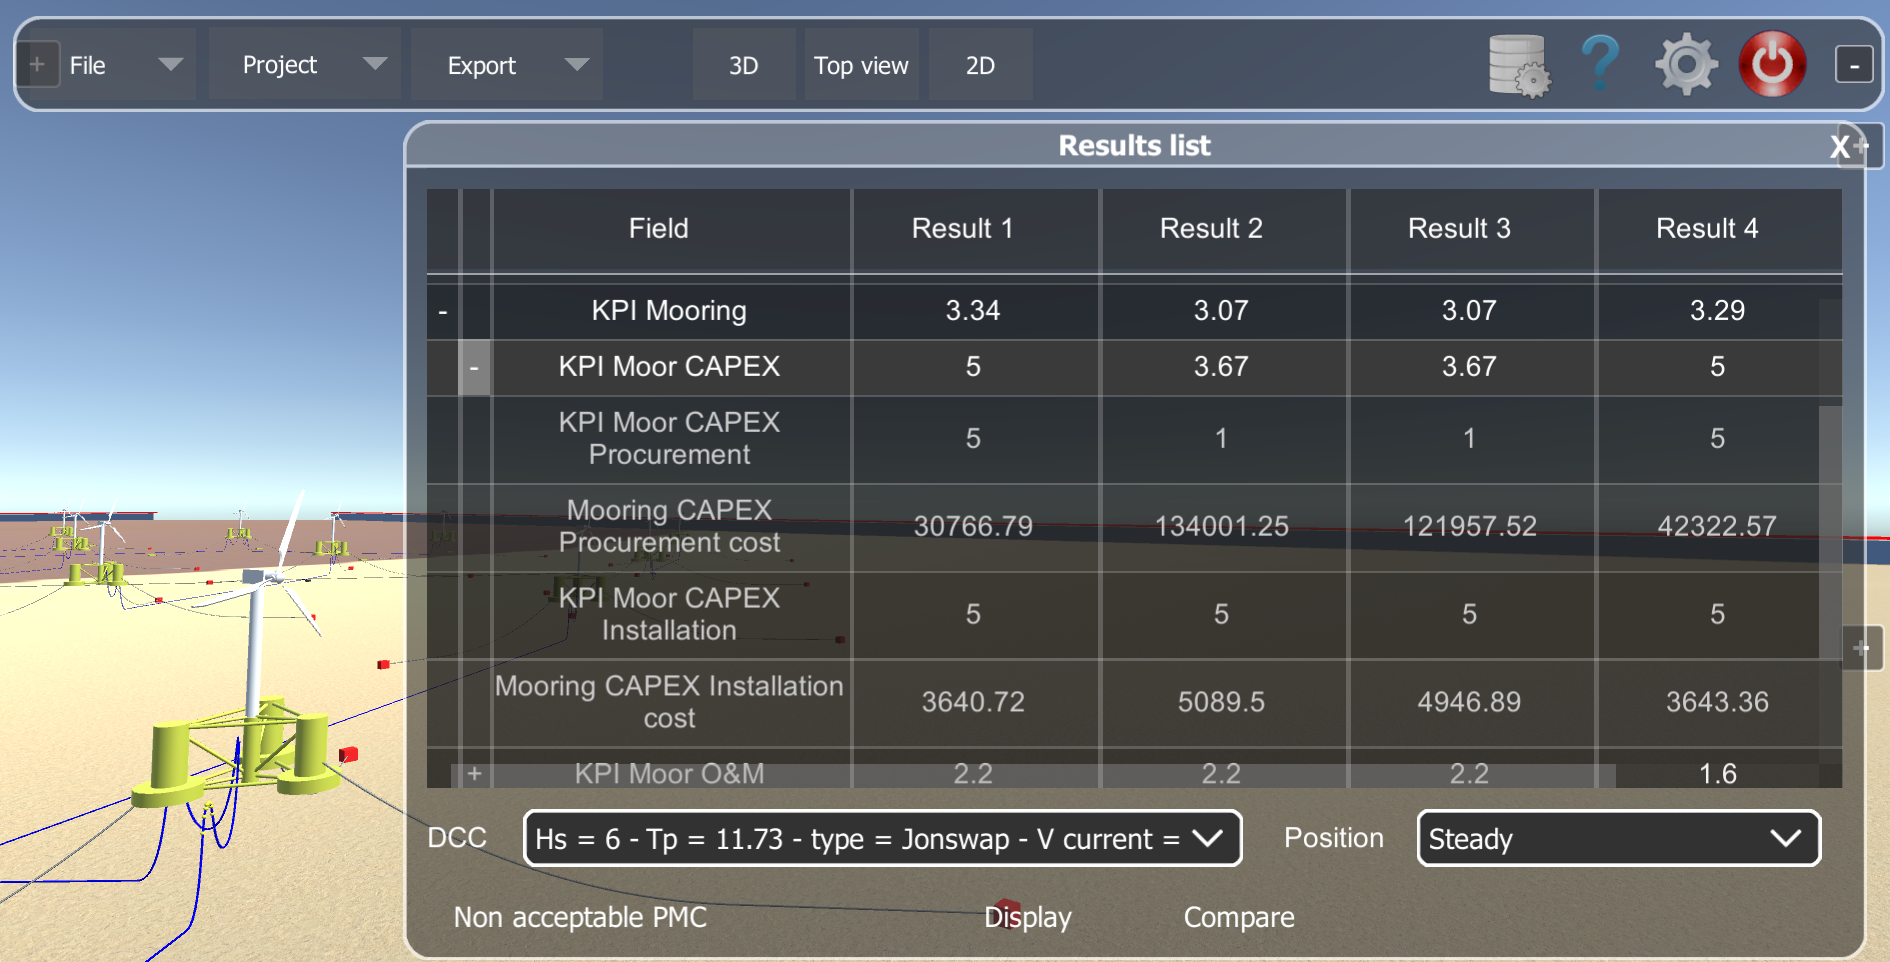 + File Project Export 3D Top view 2D ? -
Results list X +
Field Result 1 Result 2 Result 3 Result 4
- KPI Mooring 3.34 3.07 3.07 3.29
- KPI Moor CAPEX 5 3.67 3.67 5
KPI Moor CAPEX
Procurement 5 1 1 5
Mooring CAPEX
Procurement cost 30766.79 134001.25 121957.52 42322.57
KPI Moor CAPEX
Installation 5 5 5 5
+
Mooring CAPEX Installation
cost 3640.72 5089.5 4946.89 3643.36
+ KPI Moor O&M 2.2 2.2 2.2 1.6
DCC Hs = 6 - Tp = 11.73 - type = Jonswap - V current = Position Steady
Non acceptable PMC Display Compare